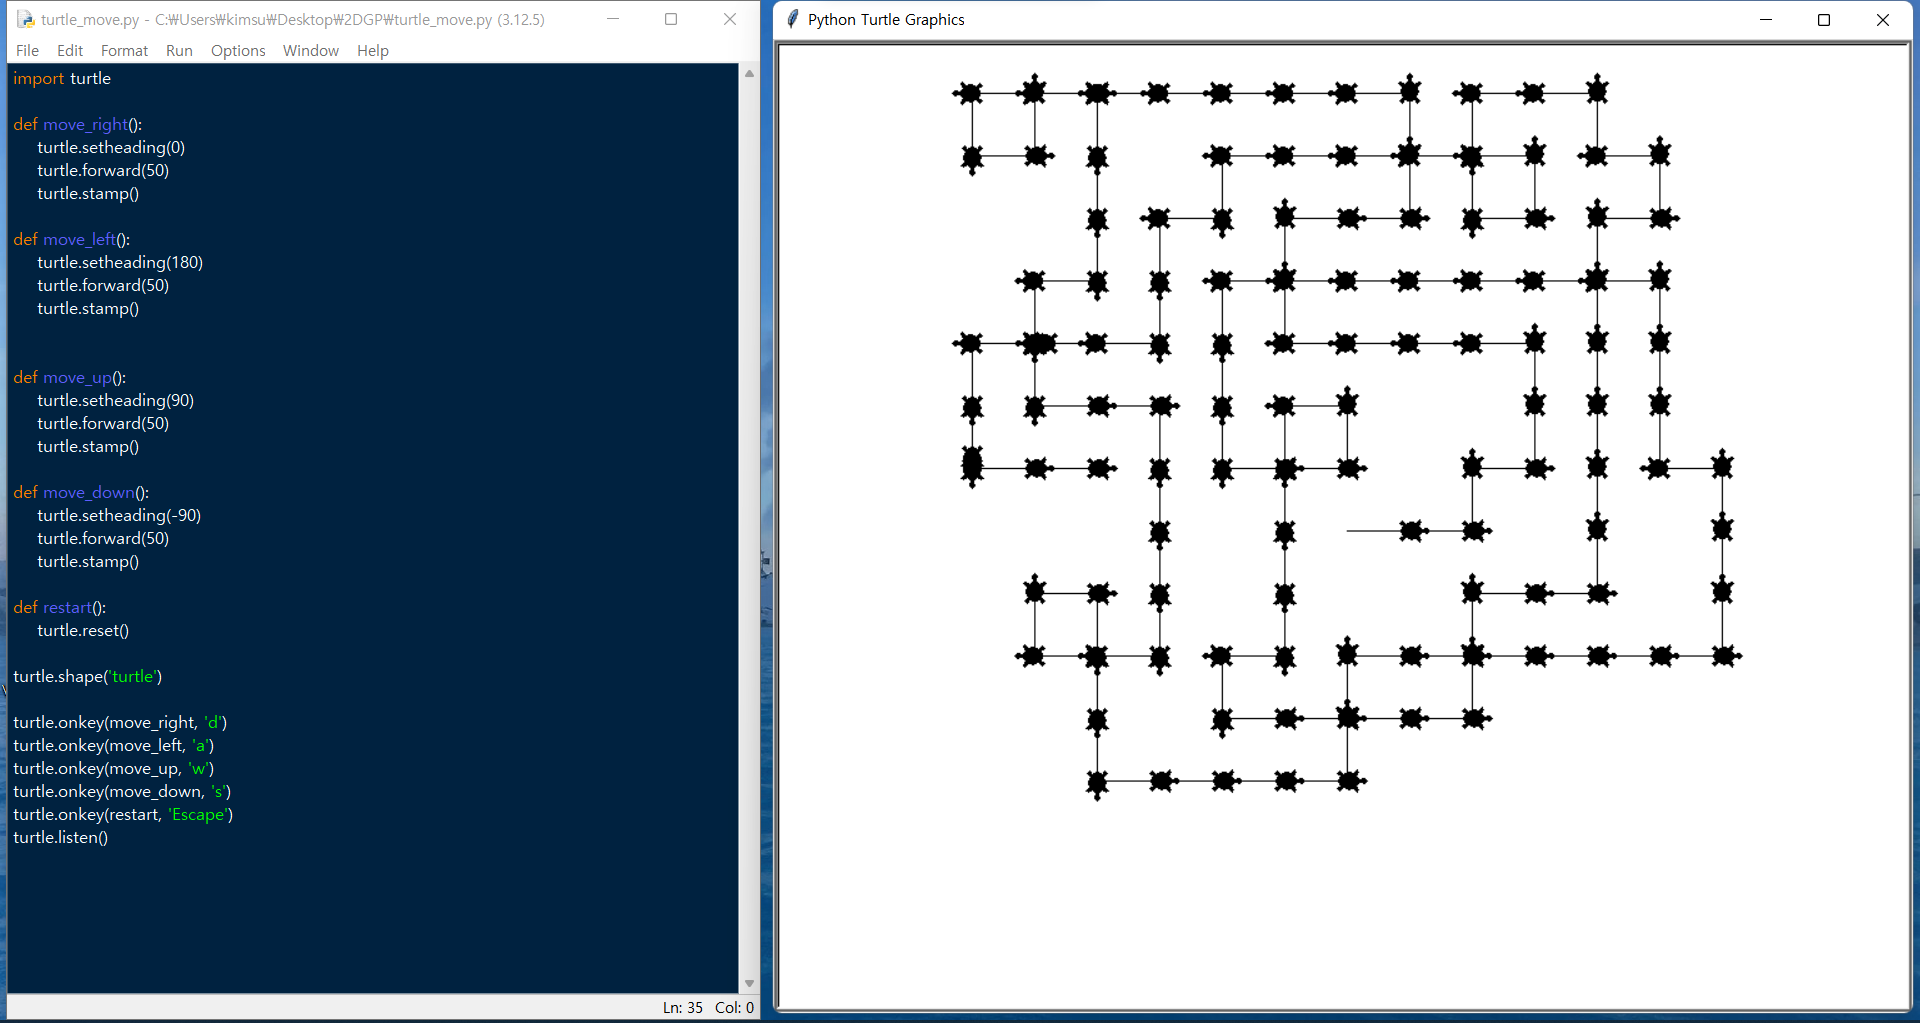 turtle_move.py - C:₩Users₩kimsu₩Desktop₩2DGP₩turtle_move.py (3.12.5)
File Edit Format Run Options Window Help
import turtle
def move_right():
turtle.setheading(0)
turtle.forward(50)
turtle.stamp()
def move_left():
turtle.setheading(180)
turtle.forward(50)
turtle.stamp()
def move_up():
turtle.setheading(90)
turtle.forward(50)
turtle.stamp()
def move_down():
turtle.setheading(-90)
turtle.forward(50)
turtle.stamp()
def restart():
turtle.reset()
turtle.shape('turtle')
turtle.onkey(move_right, 'd')
turtle.onkey(move_left, 'a')
turtle.onkey(move_up, 'w')
turtle.onkey(move_down, 's')
turtle.onkey(restart, 'Escape')
turtle.listen()
Ln: 35 Col: 0
Python Turtle Graphics